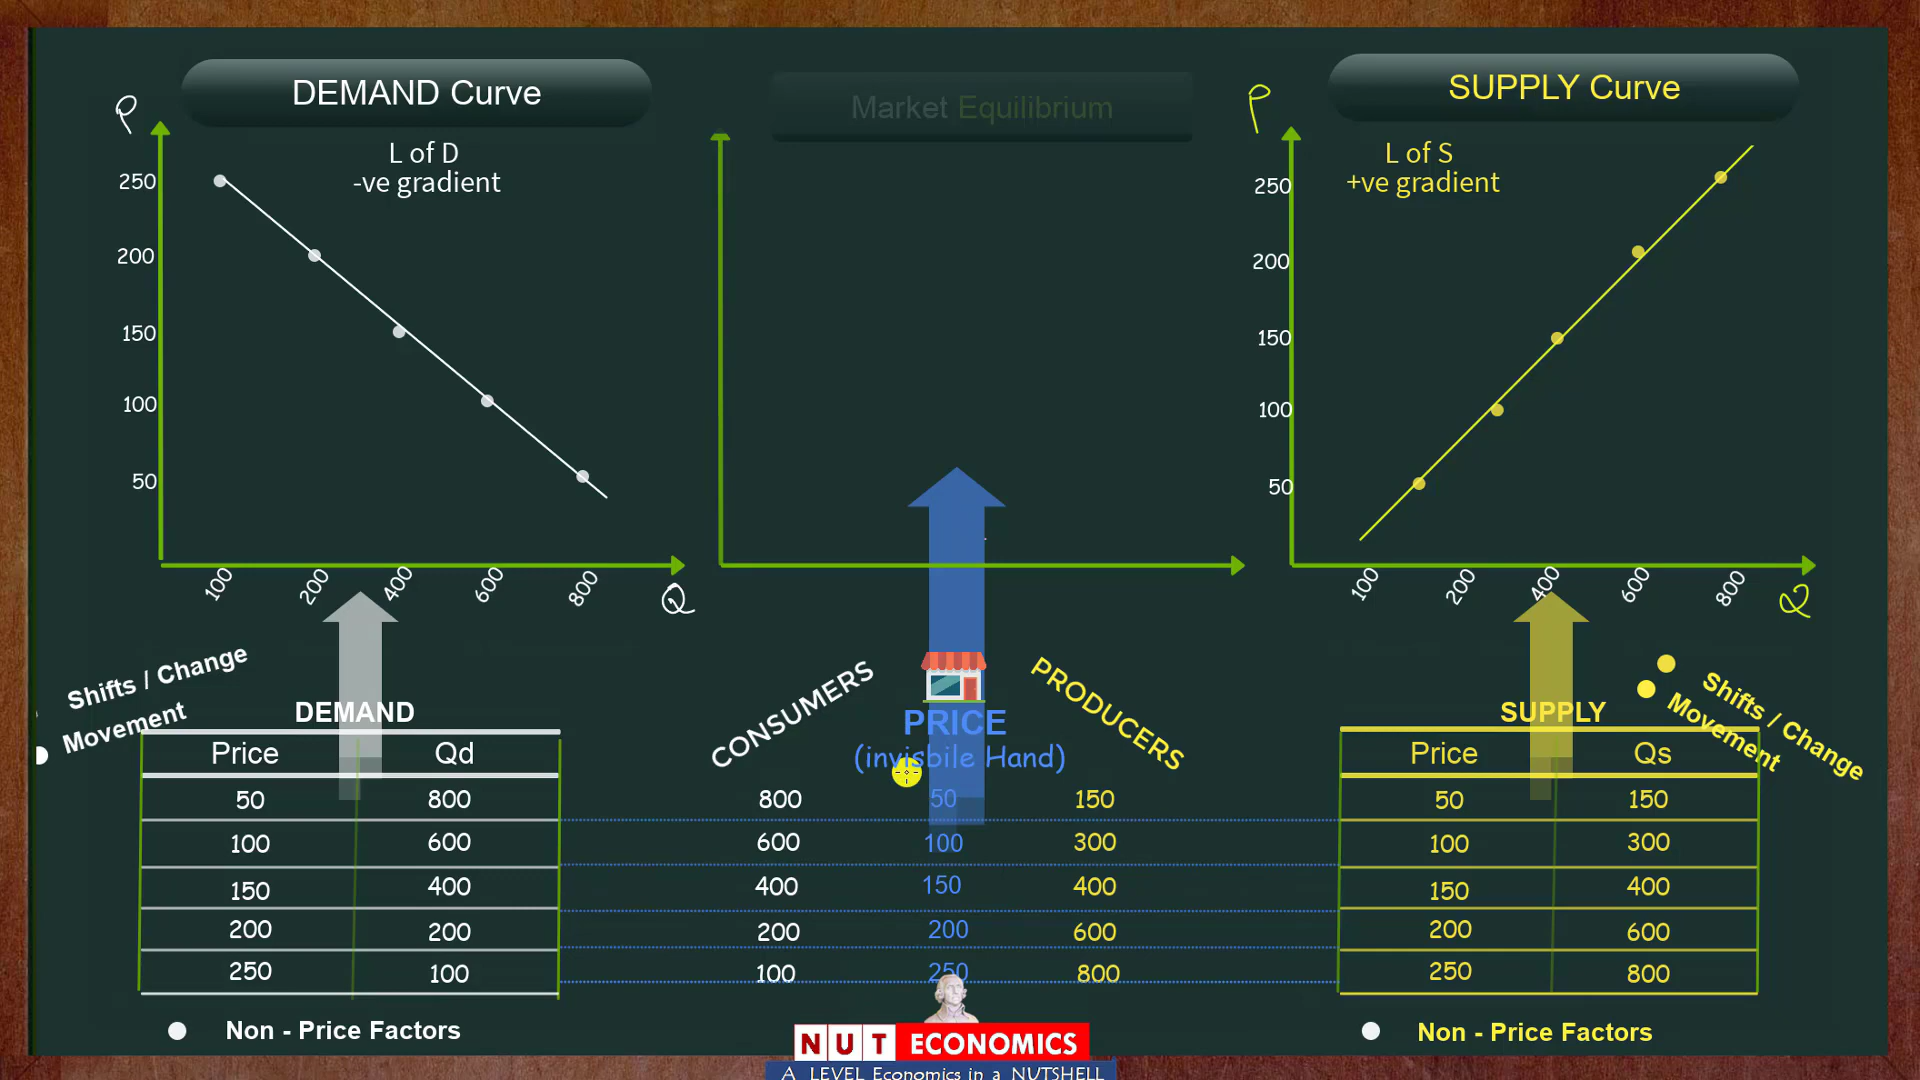 DEMAND Curve
P
L of D
-ve gradient
250
200
150
100
50
100
200
400
600
800
Q
Market Equilibrium
SUPPLY Curve
P
L of S
+ve gradient
250
200
150
100
50
100
200
400
600
800
Q
Shifts / Change
Movement
DEMAND
Price Qd
50 800
100 600
150 400
200 200
250 100
Non - Price Factors
CONSUMERS
PRODUCERS
PRICE
(invisbile Hand)
800 50 150
600 100 300
400 150 400
200 200 600
100 250 800
NUT ECONOMICS
A LEVEL Economics in a NUTSHELL
Shifts / Change
Movement
SUPPLY
Price Qs
50 150
100 300
150 400
200 600
250 800
Non - Price Factors